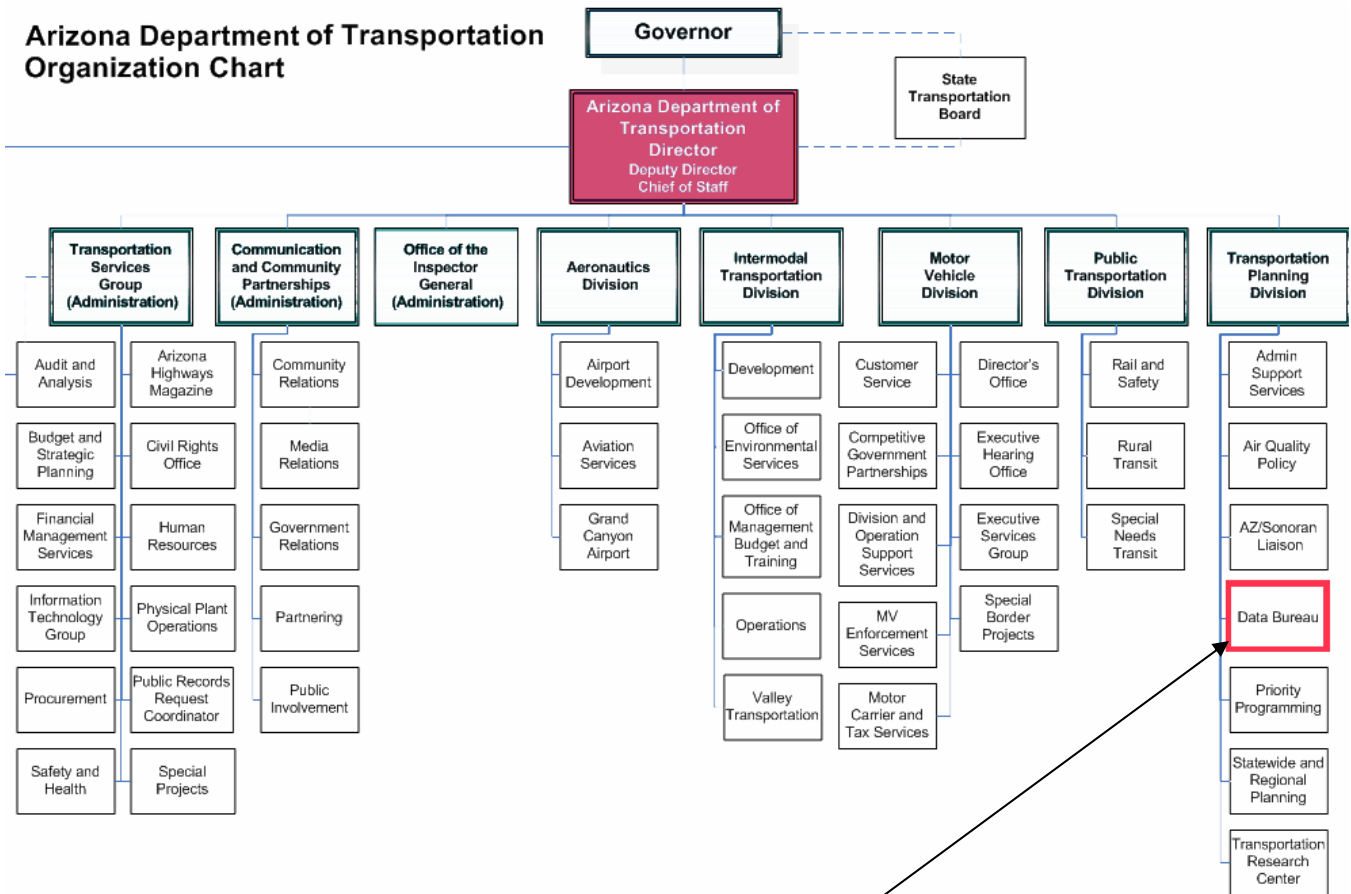 Arizona Department of Transportation
Organization Chart
Governor
State
Transportation
Board
Arizona Department of
Transportation
Director
Deputy Director
Chief of Staff
Transportation
Services
Group
(Administration)
Communication
and Community
Partnerships
(Administration)
Office of the
Inspector
General
(Administration)
Aeronautics
Division
Intermodal
Transportation
Division
Motor
Vehicle
Division
Public
Transportation
Division
Transportation
Planning
Division
Audit and
Analysis
Budget and
Strategic
Planning
Financial
Management
Services
Information
Technology
Group
Procurement
Safety and
Health
Arizona
Highways
Magazine
Civil Rights
Office
Human
Resources
Physical Plant
Operations
Public Records
Request
Coordinator
Special
Projects
Community
Relations
Media
Relations
Government
Relations
Partnering
Public
Involvement
Airport
Development
Aviation
Services
Grand
Canyon
Airport
Development
Office of
Environmental
Services
Office of
Management
Budget and
Training
Operations
Valley
Transportation
Customer
Service
Competitive
Government
Partnerships
Division and
Operation
Support
Services
MV
Enforcement
Services
Motor
Carrier and
Tax Services
Director's
Office
Executive
Hearing
Office
Executive
Services
Group
Special
Border
Projects
Rail and
Safety
Rural
Transit
Special
Needs
Transit
Admin
Support
Services
Air Quality
Policy
AZ/Sonoran
Liaison
Data Bureau
Priority
Programming
Statewide and
Regional
Planning
Transportation
Research
Center